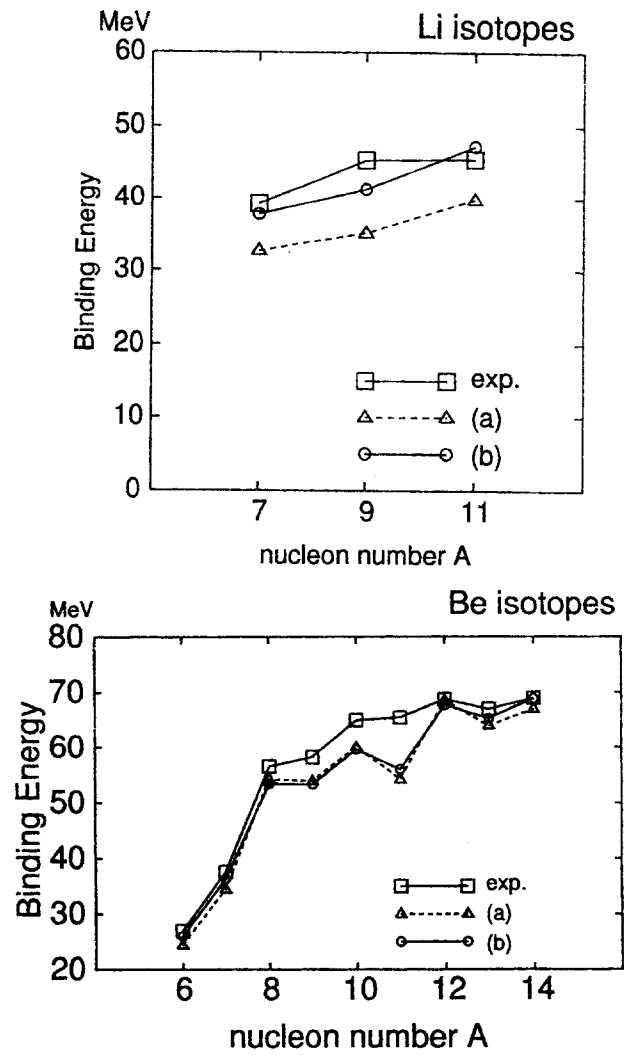 MeV
Li isotopes
60
50
40
30
20
10
0
Binding Energy
exp.
(a)
(b)
7 9 11
nucleon number A
MeV
Be isotopes
80
70
60
50
40
30
20
Binding Energy
exp.
(a)
(b)
6 8 10 12 14
nucleon number A